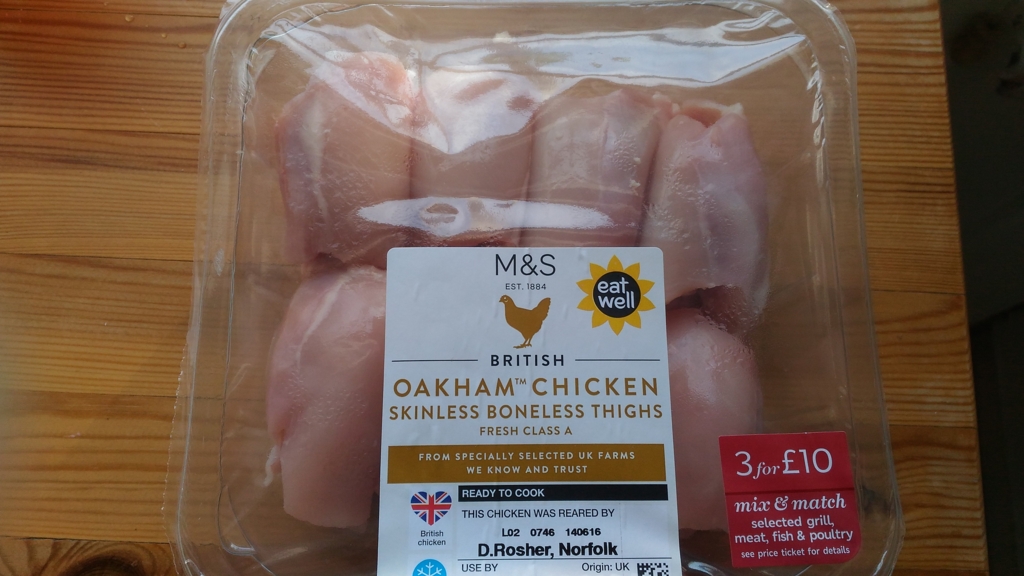 M&S
EST. 1884
eat
well
BRITISH
OAKHAM™ CHICKEN
SKINLESS BONELESS THIGHS
FRESH CLASS A
FROM SPECIALLY SELECTED UK FARMS
WE KNOW AND TRUST
READY TO COOK
THIS CHICKEN WAS REARED BY
L02 0746 140616
D.Rosher, Norfolk
British
chicken
USE BY
Origin: UK
3 for £10
mix & match
selected grill,
meat, fish & poultry
see price ticket for details